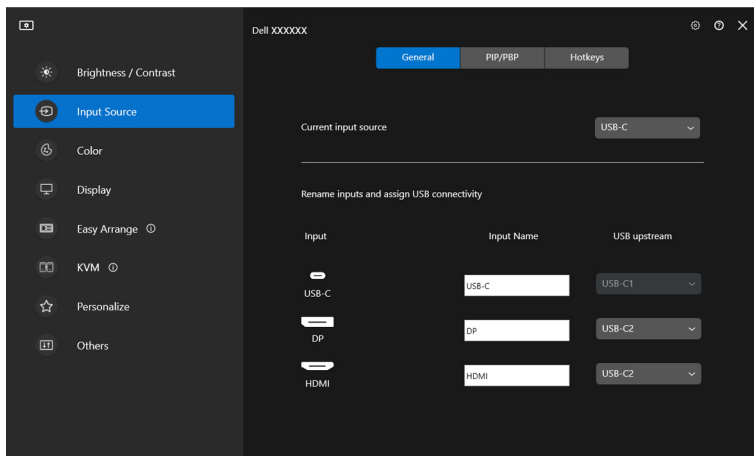 Dell XXXXXX
General
PIP/PBP
Hotkeys
Brightness / Contrast
Input Source
Color
Display
Easy Arrange
KVM
Personalize
Others
Current input source
USB-C
Rename inputs and assign USB connectivity
Input
Input Name
USB upstream
USB-C
USB-C
USB-C1
DP
DP
USB-C2
HDMI
HDMI
USB-C2